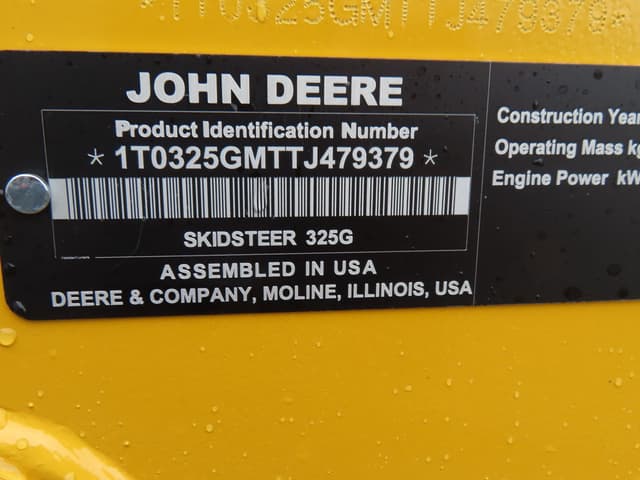 *1T0325GMTTJ479379*
JOHN DEERE
Product Identification Number
* 1T0325GMTTJ479379 *
SKIDSTEER 325G
ASSEMBLED IN USA
DEERE & COMPANY, MOLINE, ILLINOIS, USA
Construction Year
Operating Mass kg
Engine Power kW